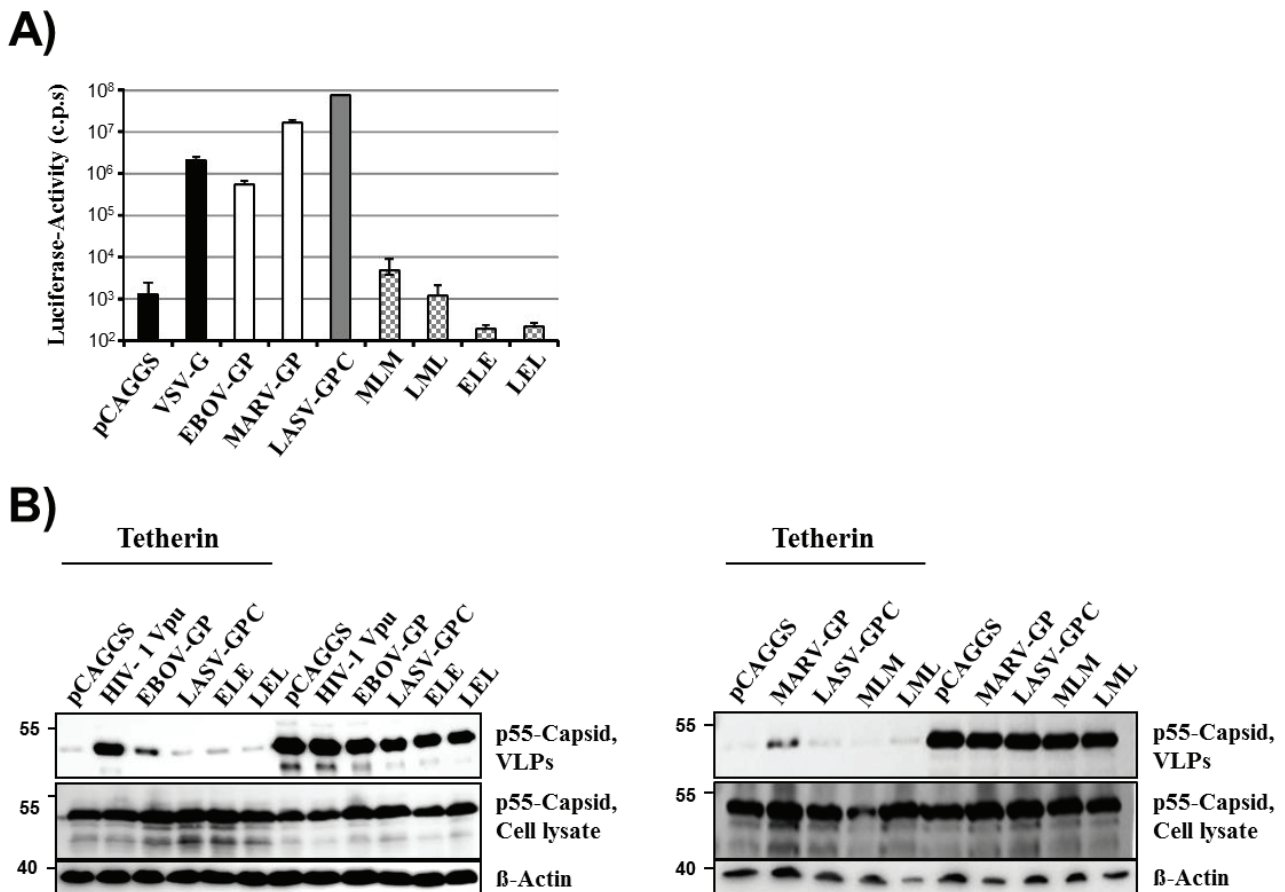 A)
Luciferase-Activity (c.p.s)
10⁸
10⁷
10⁶
10⁵
10⁴
10³
10²
pCAGGS
VSV-G
EBOV-GP
MARV-GP
LASV-GPC
MLM
LML
ELE
LEL
B)
Tetherin
pCAGGS
HIV- 1 Vpu
EBOV-GP
LASV-GPC
ELE
LEL
pCAGGS
HIV-1 Vpu
EBOV-GP
LASV-GPC
ELE
LEL
55
p55-Capsid,
VLPs
55
p55-Capsid,
Cell lysate
40
ß-Actin
Tetherin
pCAGGS
MARV-GP
LASV-GPC
MLM
LML
pCAGGS
MARV-GP
LASV-GPC
MLM
LML
55
p55-Capsid,
VLPs
55
p55-Capsid,
Cell lysate
40
ß-Actin